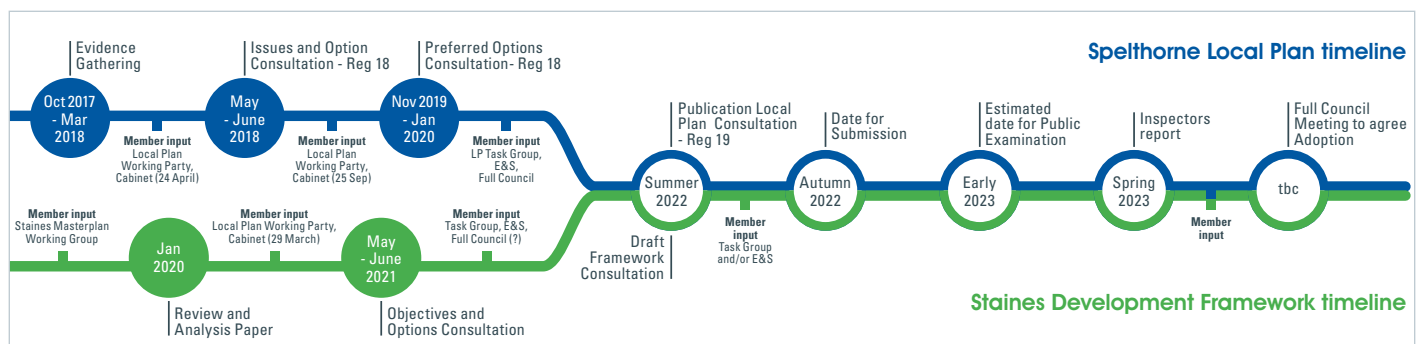 Spelthorne Local Plan timeline
Evidence
Gathering
Oct 2017
- Mar
2018
Member input
Local Plan
Working Party,
Cabinet (24 April)
Issues and Option
Consultation - Reg 18
May
- June
2018
Member input
Local Plan
Working Party,
Cabinet (25 Sep)
Preferred Options
Consultation- Reg 18
Nov 2019
- Jan
2020
Member input
LP Task Group,
E&S,
Full Council
Member input
Staines Masterplan
Working Group
Jan
2020
Review and
Analysis Paper
Member input
Local Plan Working Party,
Cabinet (29 March)
May
- June
2021
Objectives and
Options Consultation
Member input
Task Group, E&S,
Full Council (?)
Publication Local
Plan Consultation
- Reg 19
Summer
2022
Draft
Framework
Consultation
Member
input
Task Group
and/or E&S
Date for
Submission
Autumn
2022
Estimated
date for Public
Examination
Early
2023
Inspectors
report
Spring
2023
Member
input
Full Council
Meeting to agree
Adoption
tbc
Staines Development Framework timeline